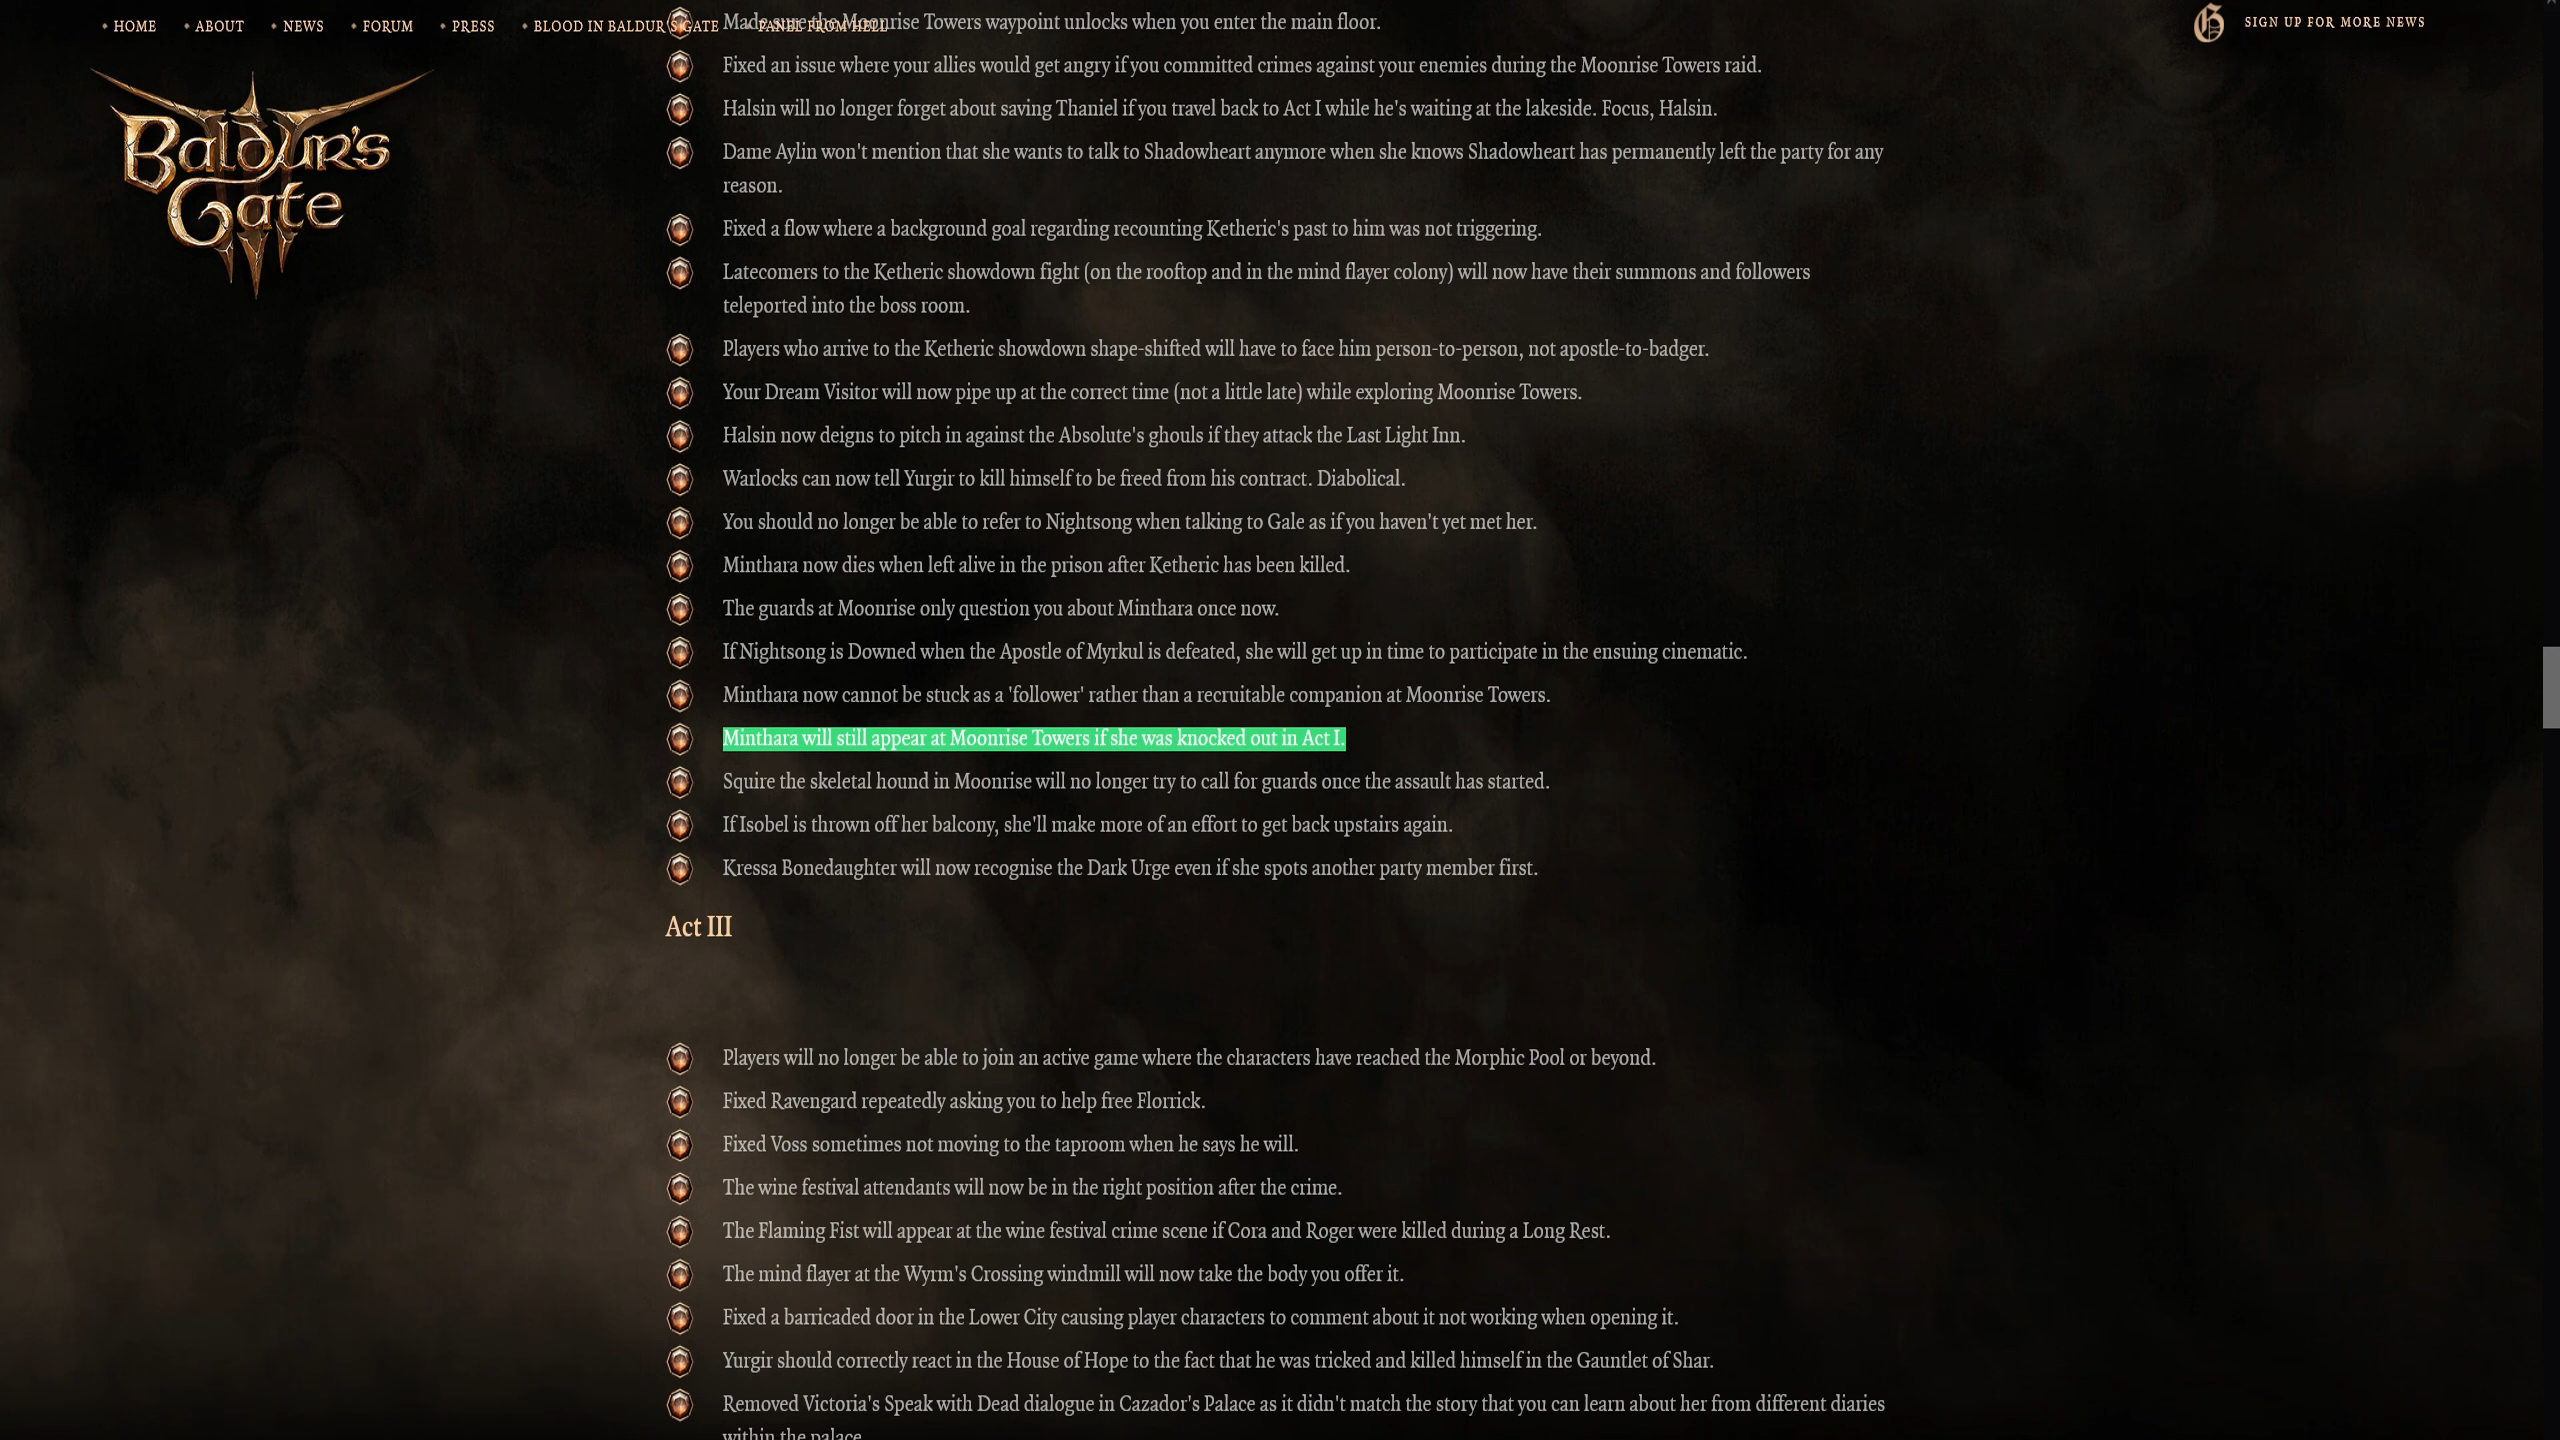 HOME ABOUT NEWS FORUM PRESS BLOOD IN BALDUR'S GATE PANEL FROM HELL
SIGN UP FOR MORE NEWS
Baldur's
Gate
III
Made sure the Moonrise Towers waypoint unlocks when you enter the main floor.
Fixed an issue where your allies would get angry if you committed crimes against your enemies during the Moonrise Towers raid.
Halsin will no longer forget about saving Thaniel if you travel back to Act I while he's waiting at the lakeside. Focus, Halsin.
Dame Aylin won't mention that she wants to talk to Shadowheart anymore when she knows Shadowheart has permanently left the party for any
reason.
Fixed a flow where a background goal regarding recounting Ketheric's past to him was not triggering.
Latecomers to the Ketheric showdown fight (on the rooftop and in the mind flayer colony) will now have their summons and followers
teleported into the boss room.
Players who arrive to the Ketheric showdown shape-shifted will have to face him person-to-person, not apostle-to-badger.
Your Dream Visitor will now pipe up at the correct time (not a little late) while exploring Moonrise Towers.
Halsin now deigns to pitch in against the Absolute's ghouls if they attack the Last Light Inn.
Warlocks can now tell Yurgir to kill himself to be freed from his contract. Diabolical.
You should no longer be able to refer to Nightsong when talking to Gale as if you haven't yet met her.
Minthara now dies when left alive in the prison after Ketheric has been killed.
The guards at Moonrise only question you about Minthara once now.
If Nightsong is Downed when the Apostle of Myrkul is defeated, she will get up in time to participate in the ensuing cinematic.
Minthara now cannot be stuck as a 'follower' rather than a recruitable companion at Moonrise Towers.
Minthara will still appear at Moonrise Towers if she was knocked out in Act I.
Squire the skeletal hound in Moonrise will no longer try to call for guards once the assault has started.
If Isobel is thrown off her balcony, she'll make more of an effort to get back upstairs again.
Kressa Bonedaughter will now recognise the Dark Urge even if she spots another party member first.
Act III
Players will no longer be able to join an active game where the characters have reached the Morphic Pool or beyond.
Fixed Ravengard repeatedly asking you to help free Florrick.
Fixed Voss sometimes not moving to the taproom when he says he will.
The wine festival attendants will now be in the right position after the crime.
The Flaming Fist will appear at the wine festival crime scene if Cora and Roger were killed during a Long Rest.
The mind flayer at the Wyrm's Crossing windmill will now take the body you offer it.
Fixed a barricaded door in the Lower City causing player characters to comment about it not working when opening it.
Yurgir should correctly react in the House of Hope to the fact that he was tricked and killed himself in the Gauntlet of Shar.
Removed Victoria's Speak with Dead dialogue in Cazador's Palace as it didn't match the story that you can learn about her from different diaries
within the palace.